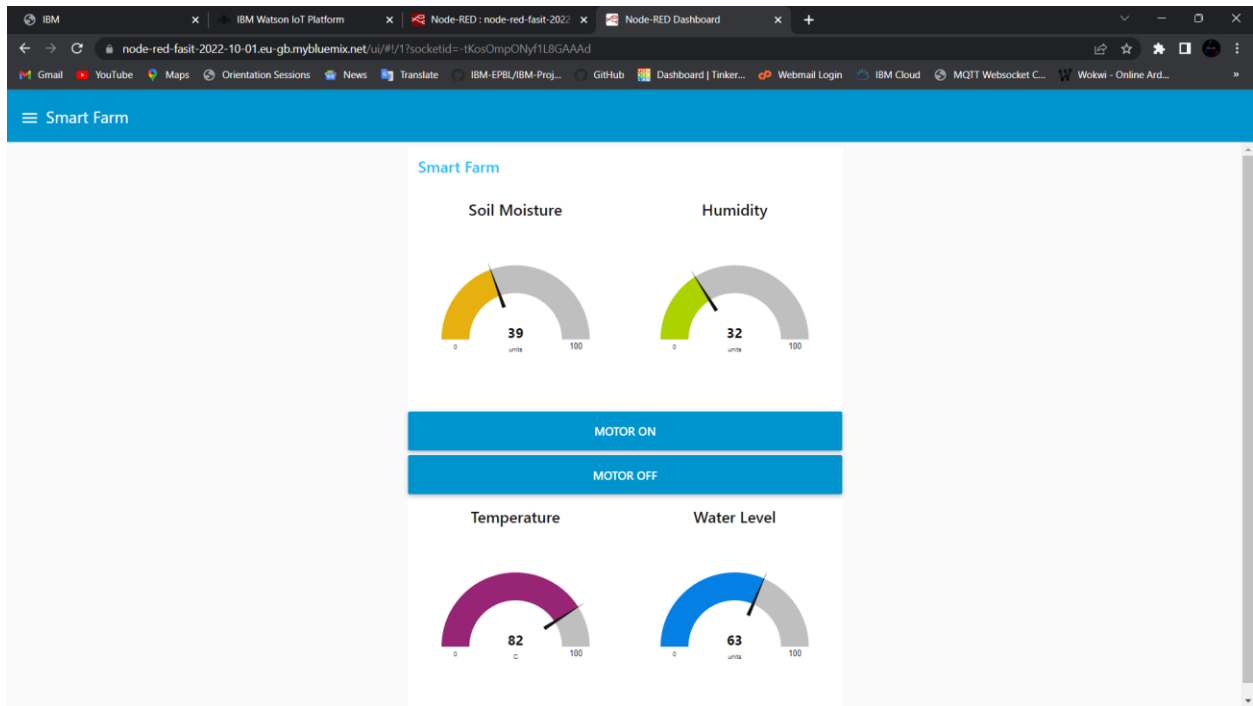 IBM
IBM Watson IoT Platform
Node-RED : node-red-fasit-2022-
Node-RED Dashboard
node-red-fasit-2022-10-01.eu-gb.mybluemix.net/ui/#!/1?socketid=-tKosOmpONyf1L8GAAAd
Gmail YouTube Maps Orientation Sessions News Translate IBM-EPBL/IBM-Proj... GitHub Dashboard | Tinker... Webmail Login IBM Cloud MQTT Websocket C... Wokwi - Online Ard... »
Smart Farm
Smart Farm
Soil Moisture Humidity
39 32
0 units 100 0 units 100
MOTOR ON
MOTOR OFF
Temperature Water Level
82 63
0 C 100 0 units 100